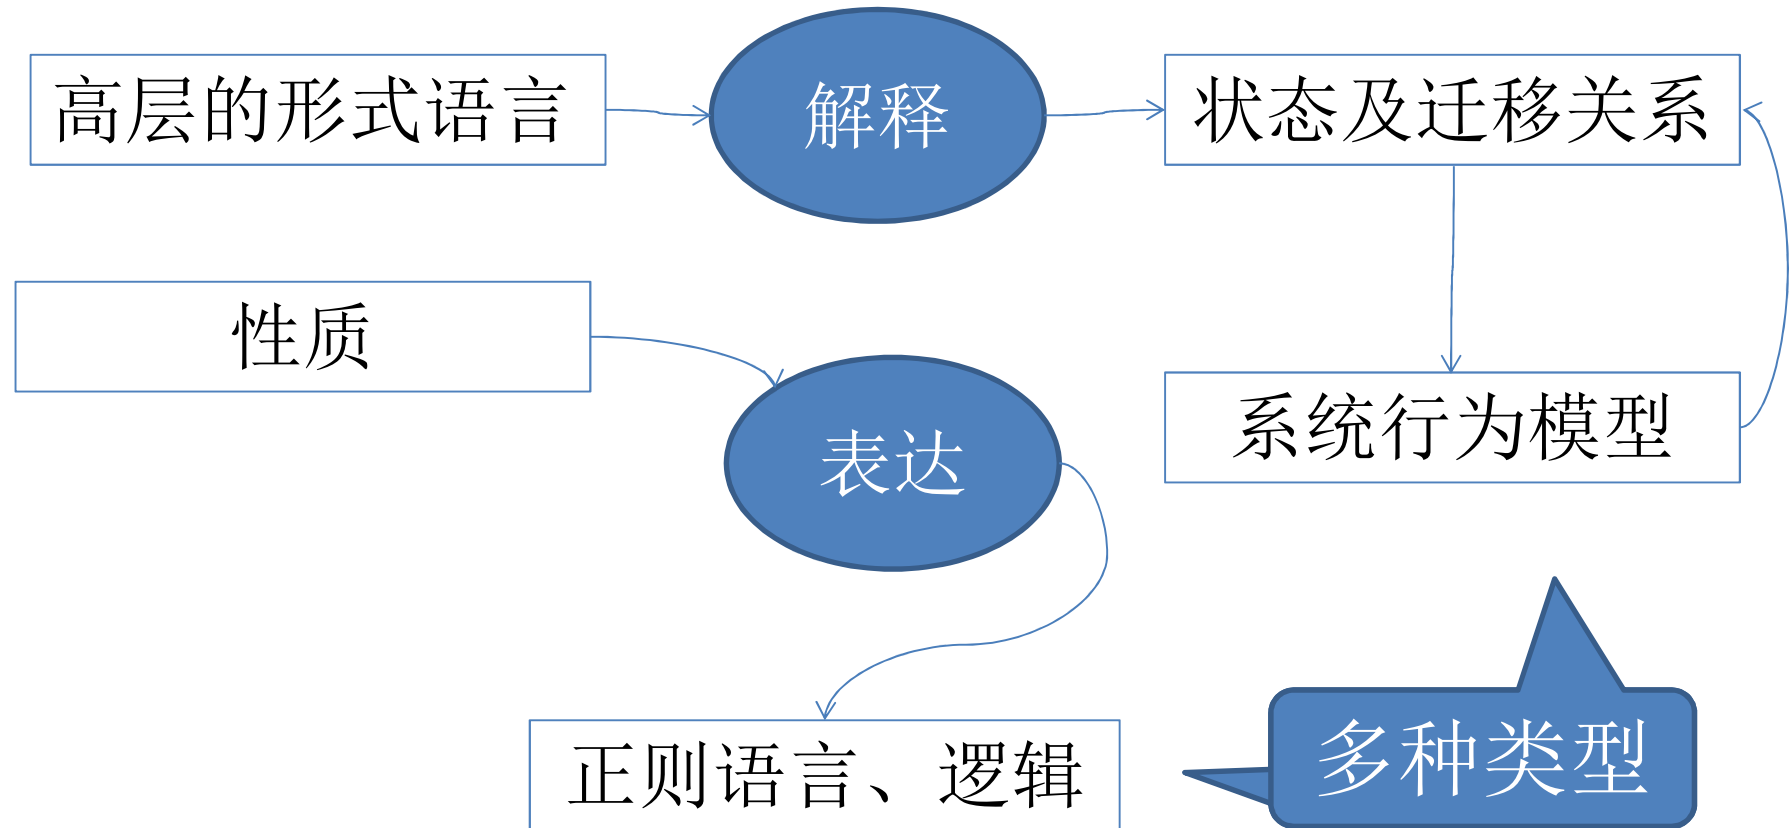 高层的形式语言
解释
状态及迁移关系
性质
表达
系统行为模型
正则语言、逻辑
多种类型